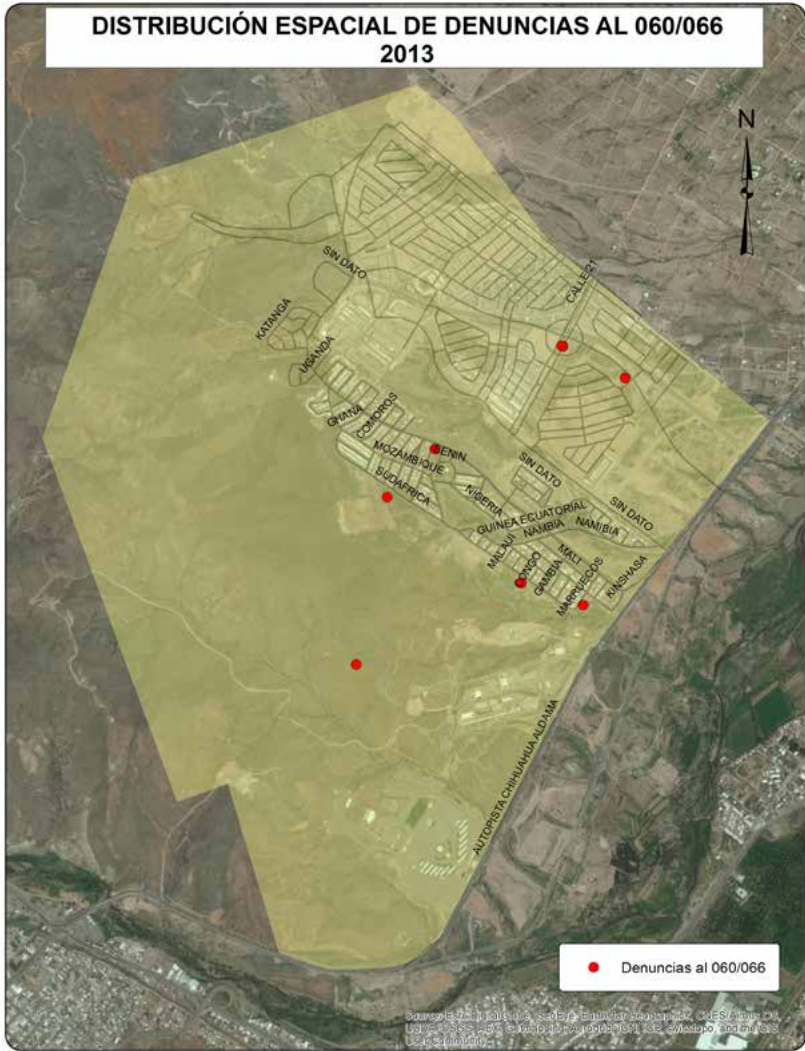 DISTRIBUCIÓN ESPACIAL DE DENUNCIAS AL 060/066
2013
N
SIN DATO
CALLE 21
KATANGA
UGANDA
GHANA
COMOROS
BENIN
MOZAMBIQUE
SUDAFRICA
NIGERIA
SIN DATO
SIN DATO
GUINEA ECUATORIAL
NAMBIA
NAMIBIA
MALAUI
MALI
CONGO
GAMBIA
MARRUECOS
KINSHASA
AUTOPISTA CHIHUAHUA ALDAMA
Denuncias al 060/066
User Community